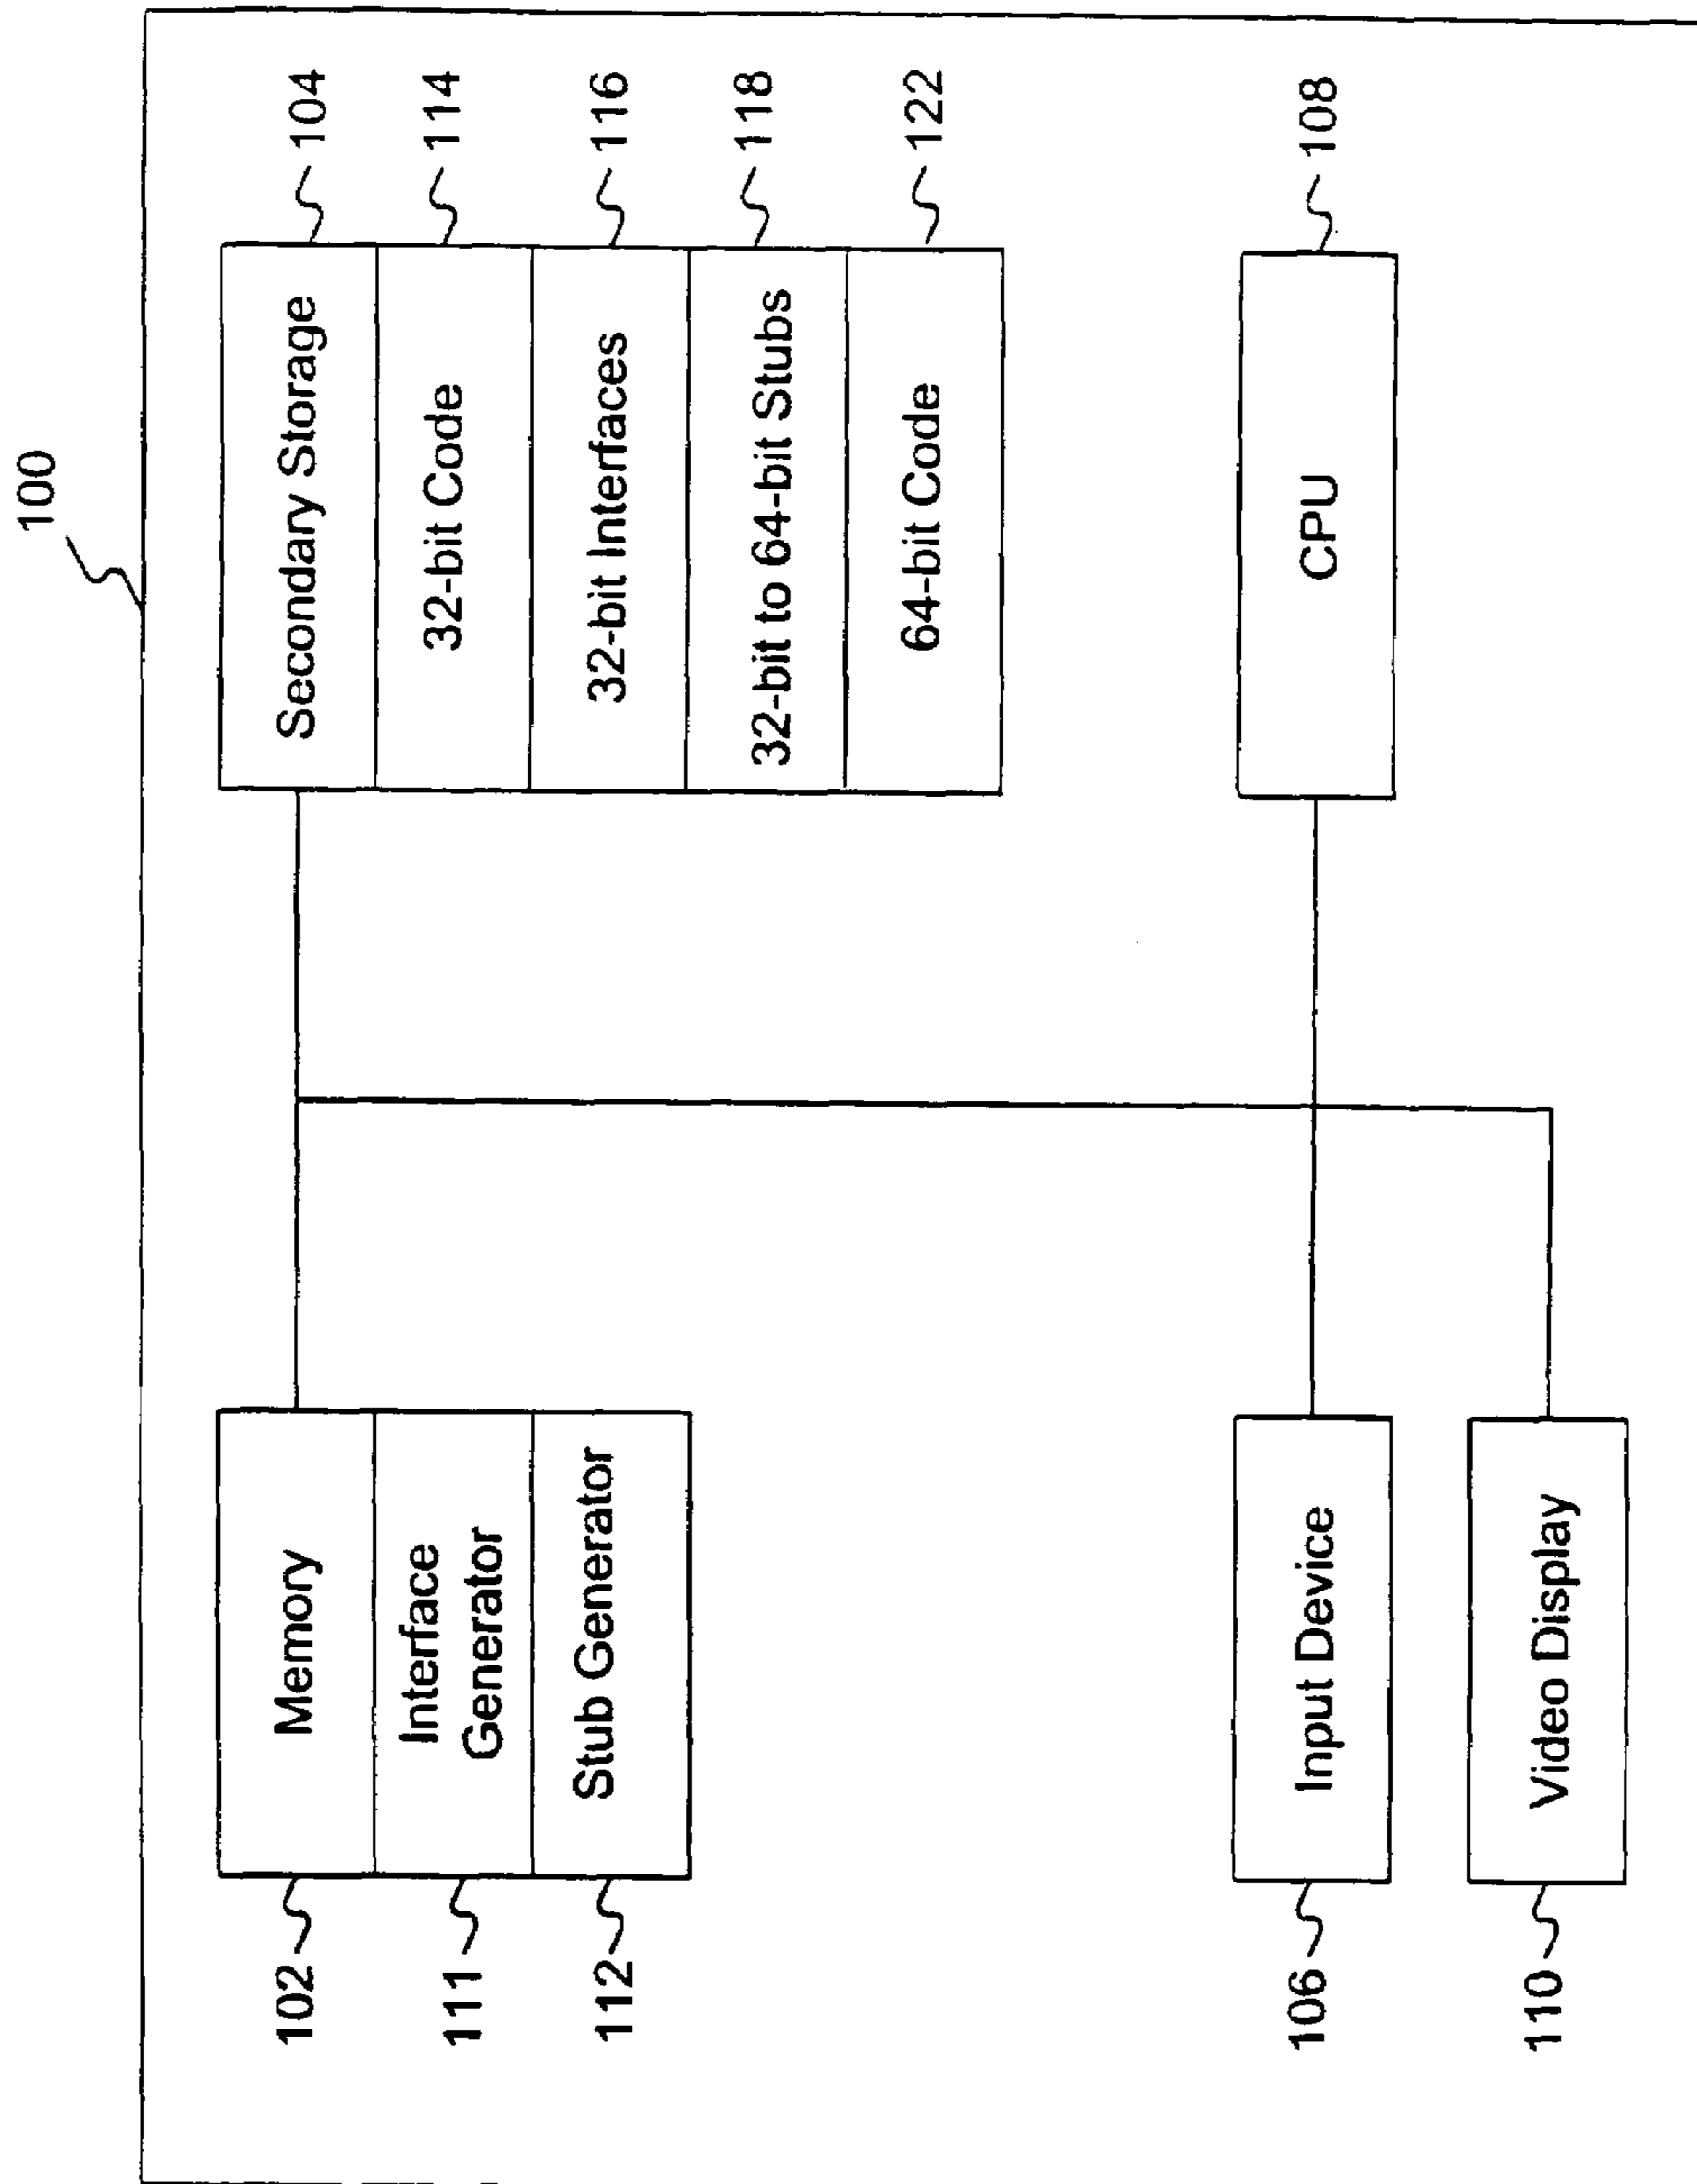 100
102
Memory
111
Interface
Generator
112
Stub Generator
Secondary Storage
104
32-bit Code
114
32-bit Interfaces
116
32-bit to 64-bit Stubs
118
64-bit Code
122
106
Input Device
CPU
108
110
Video Display